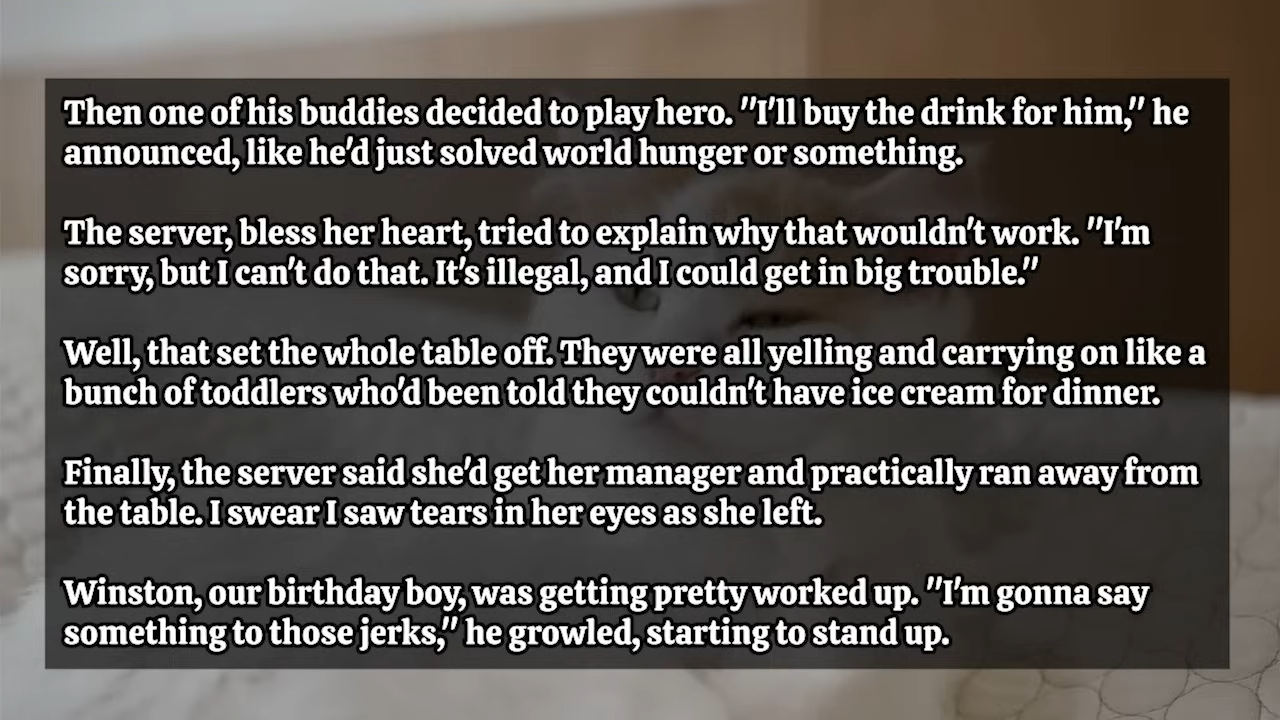 Then one of his buddies decided to play hero. "I'll buy the drink for him," he
announced, like he'd just solved world hunger or something.
The server, bless her heart, tried to explain why that wouldn't work. "I'm
sorry, but I can't do that. It's illegal, and I could get in big trouble."
Well, that set the whole table off. They were all yelling and carrying on like a
bunch of toddlers who'd been told they couldn't have ice cream for dinner.
Finally, the server said she'd get her manager and practically ran away from
the table. I swear I saw tears in her eyes as she left.
Winston, our birthday boy, was getting pretty worked up. "I'm gonna say
something to those jerks," he growled, starting to stand up.